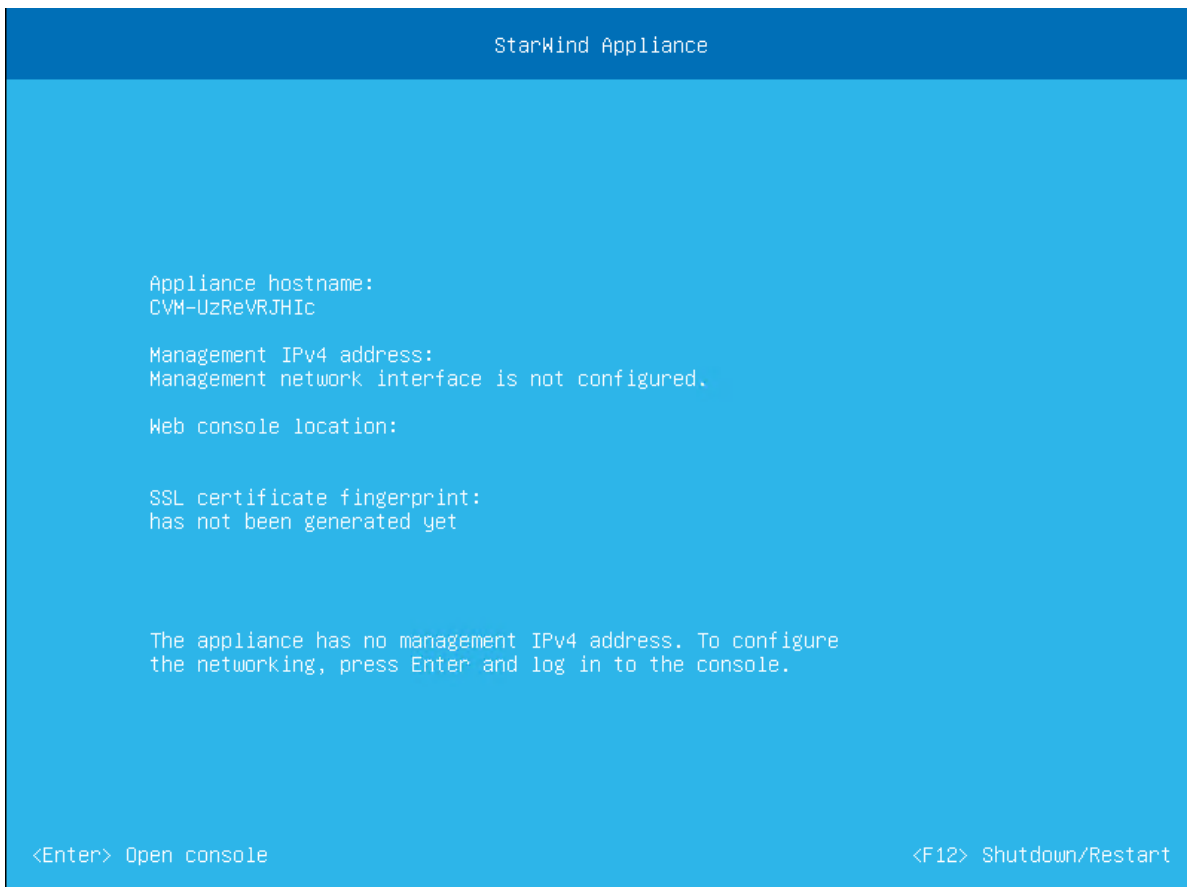 StarWind Appliance
Appliance hostname:
CVM-UzReVRJHIc
Management IPv4 address:
Management network interface is not configured.
Web console location:
SSL certificate fingerprint:
has not been generated yet
The appliance has no management IPv4 address. To configure
the networking, press Enter and log in to the console.
<Enter> Open console
<F12> Shutdown/Restart